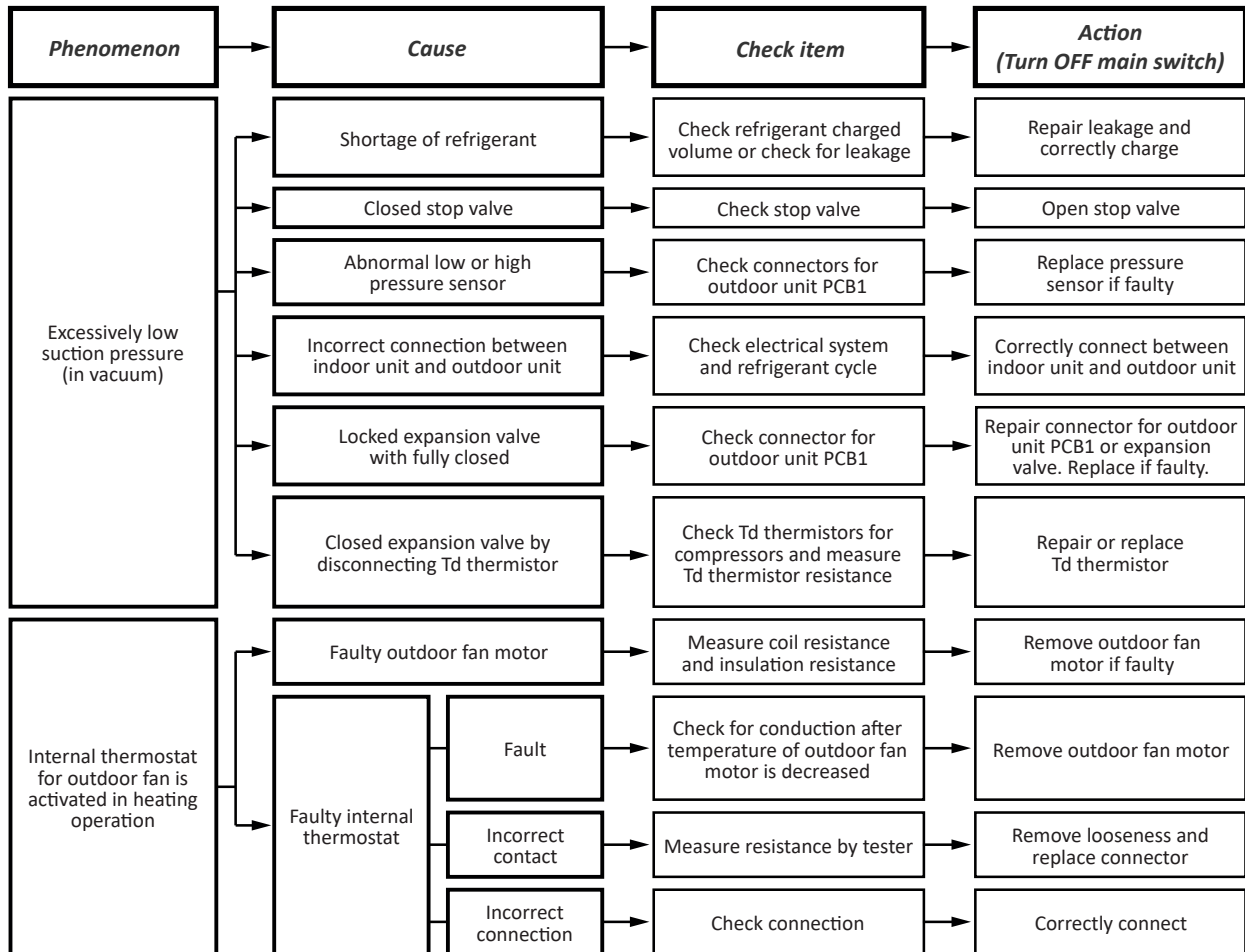 Phenomenon
Cause
Check item
Action
(Turn OFF main switch)
Excessively low
suction pressure
(in vacuum)
Shortage of refrigerant
Check refrigerant charged
volume or check for leakage
Repair leakage and
correctly charge
Closed stop valve
Check stop valve
Open stop valve
Abnormal low or high
pressure sensor
Check connectors for
outdoor unit PCB1
Replace pressure
sensor if faulty
Incorrect connection between
indoor unit and outdoor unit
Check electrical system
and refrigerant cycle
Correctly connect between
indoor unit and outdoor unit
Locked expansion valve
with fully closed
Check connector for
outdoor unit PCB1
Repair connector for outdoor
unit PCB1 or expansion
valve. Replace if faulty.
Closed expansion valve by
disconnecting Td thermistor
Check Td thermistors for
compressors and measure
Td thermistor resistance
Repair or replace
Td thermistor
Internal thermostat
for outdoor fan is
activated in heating
operation
Faulty outdoor fan motor
Measure coil resistance
and insulation resistance
Remove outdoor fan
motor if faulty
Faulty internal
thermostat
Fault
Check for conduction after
temperature of outdoor fan
motor is decreased
Remove outdoor fan motor
Incorrect
contact
Measure resistance by tester
Remove looseness and
replace connector
Incorrect
connection
Check connection
Correctly connect